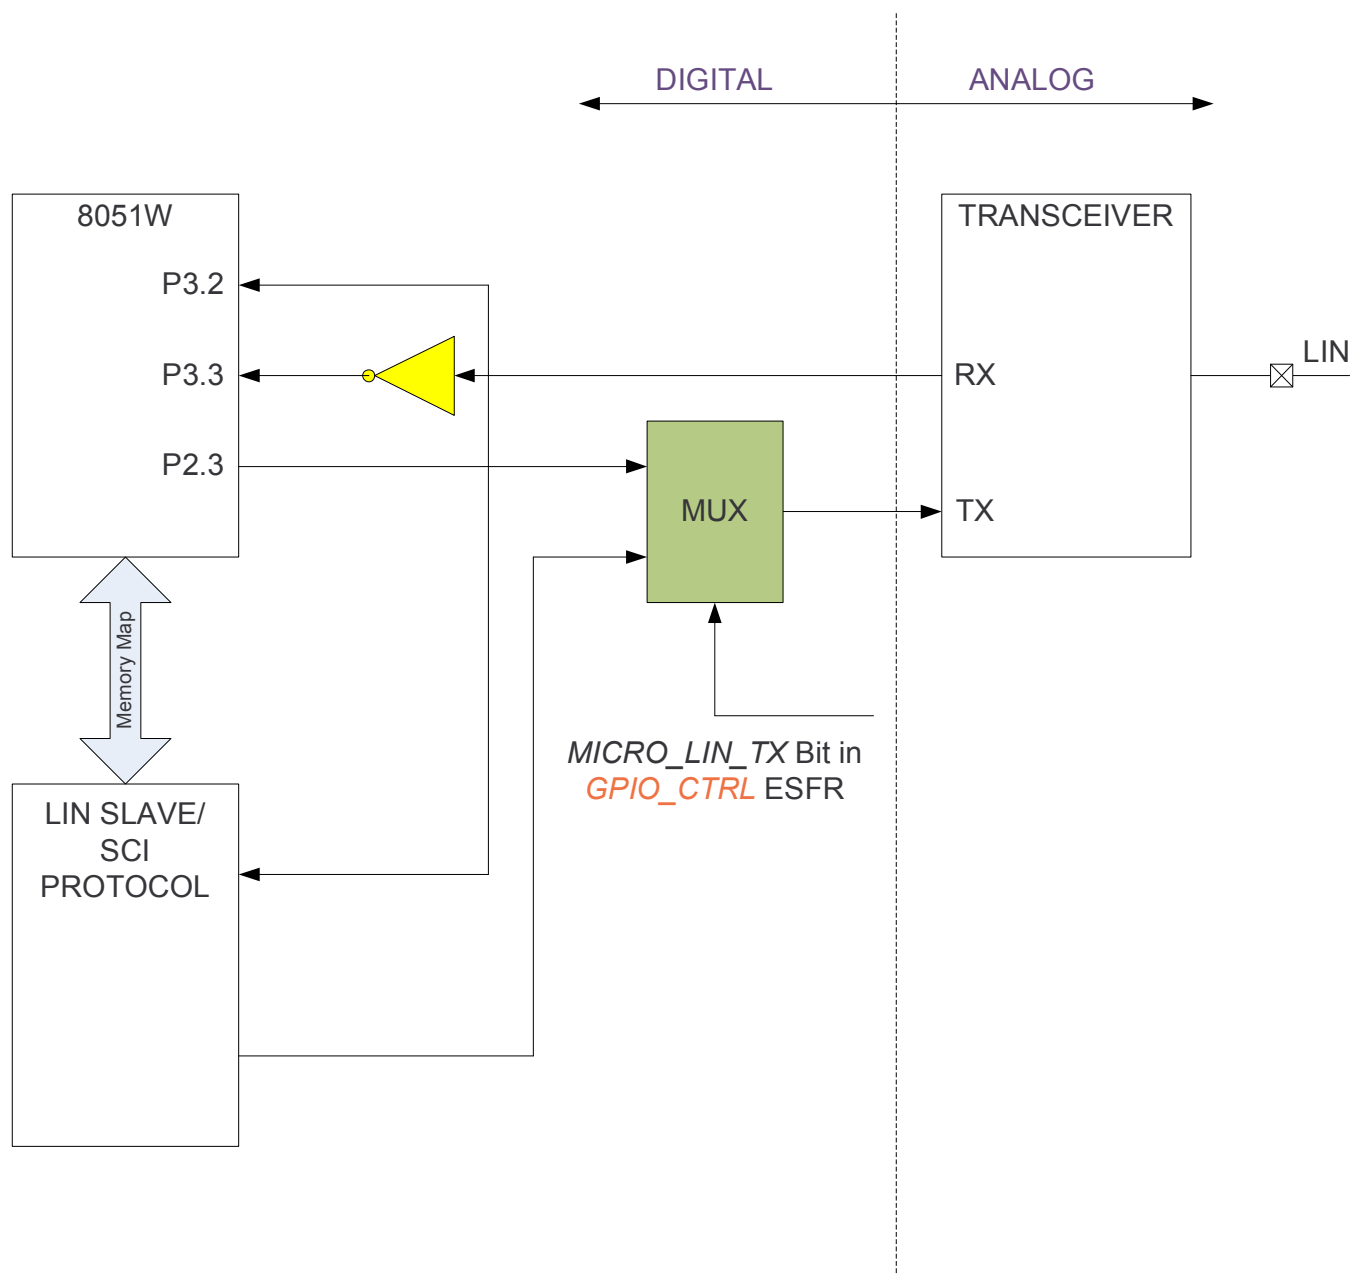 DIGITAL
ANALOG
8051W
TRANSCEIVER
P3.2
LIN
P3.3
RX
P2.3
MUX
TX
Memory Map
MICRO_LIN_TX Bit in
GPIO_CTRL ESFR
LIN SLAVE/
SCI
PROTOCOL